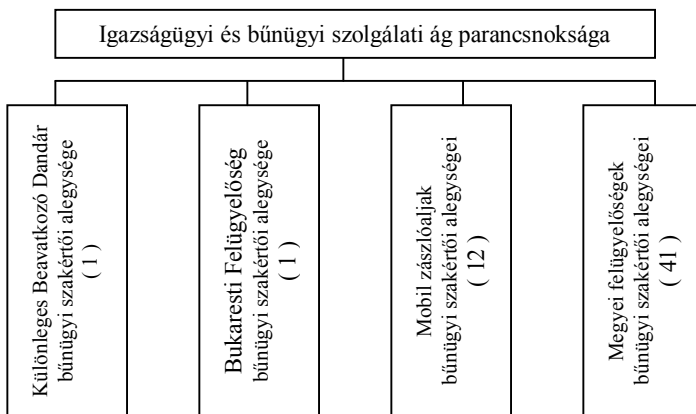 Igazságügyi és bűnügyi szolgálati ág parancsnoksága
Különleges Beavatkozó Dandár
bűnügyi szakértői alegysége
( 1 )
Bukaresti Felügyelőség
bűnügyi szakértői alegysége
( 1 )
Mobil zászlóaljak
bűnügyi szakértői alegységei
( 12 )
Megyei felügyelőségek
bűnügyi szakértői alegységei
( 41 )